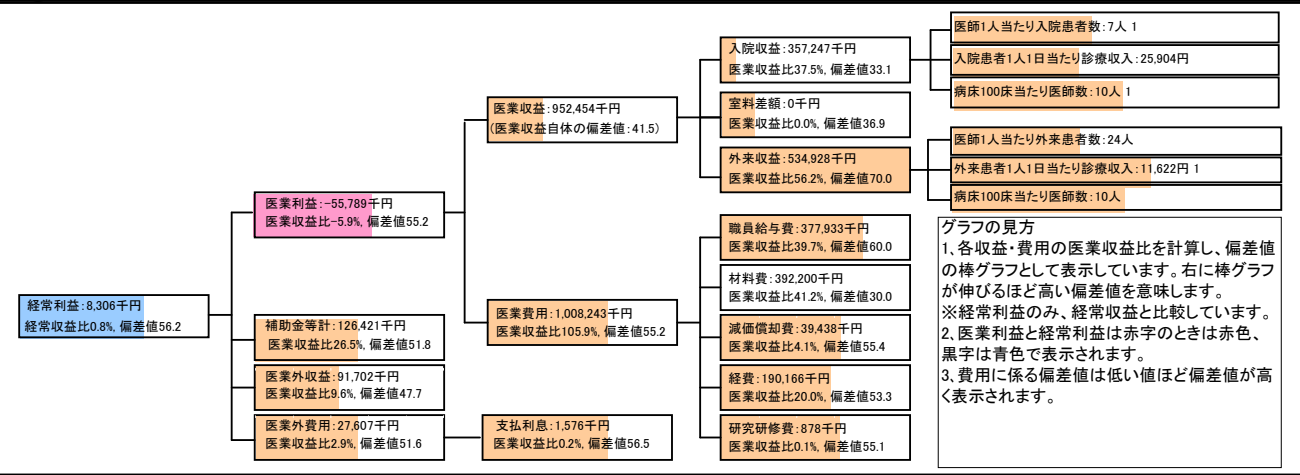 経常利益:8,306千円
経常収比0.8%, 偏差値56.2
医業利益:-55,789千円
医業収益比-5.9%, 偏差値55.2
補助金等計:126,421千円
医業収益比26.5%, 偏差値51.8
医業外収益:91,702千円
医業収益比9.6%, 偏差値47.7
医業外費用:27,607千円
医業収益比2.9%, 偏差値51.6
医業収益:952,454千円
(医業収益自体の偏差値:41.5)
医業費用:1,008,243千円
医業収益比105.9%, 偏差値55.2
支払利息:1,576千円
医業収益比0.2%, 偏差値56.5
入院収益:357,247千円
医業収益比37.5%, 偏差値33.1
室料差額:0千円
医業収益比0.0%, 偏差値36.9
外来収益:534,928千円
医業収益比56.2%, 偏差値70.0
職員給与費:377,933千円
医業収益比39.7%, 偏差値60.0
材料費:392,200千円
医業収益比41.2%, 偏差値30.0
減価償却費:39,438千円
医業収益比4.1%, 偏差値55.4
経費:190,166千円
医業収益比20.0%, 偏差値53.3
研究研修費:878千円
医業収益比0.1%, 偏差値55.1
医師1人当たり入院患者数:7人 1
入院患者1人1日当たり診療収入:25,904円
病床100床当たり医師数:10人 1
医師1人当たり外来患者数:24人
外来患者1人1日当たり診療収入:11,622円 1
病床100床当たり医師数:10人
グラフの見方
1、各収益・費用の医業収益比を計算し、偏差値
の棒グラフとして表示しています。右に棒グラフ
が伸びるほど高い偏差値を意味します。
※経常利益のみ、経常収益と比較しています。
2、医業利益と経常利益は赤字のときは赤色、
黒字は青色で表示されます。
3、費用に係る偏差値は低い値ほど偏差値が高
く表示されます。